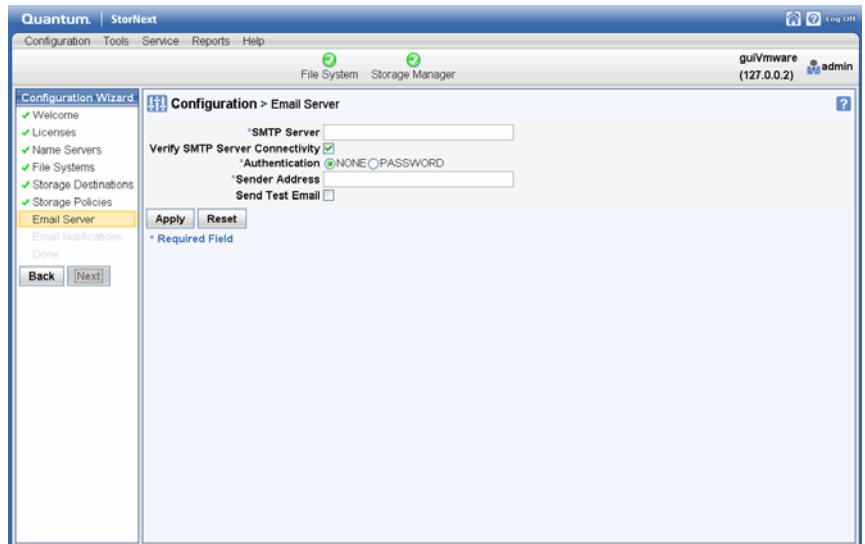 Quantum. | StorNext
Log Off
Configuration Tools Service Reports Help
File System Storage Manager
guiVmware
(127.0.0.2)
admin
Configuration Wizard
Welcome
Licenses
Name Servers
File Systems
Storage Destinations
Storage Policies
Email Server
Email Notifications
Done
Back [Next]
Configuration > Email Server
?
*SMTP Server
Verify SMTP Server Connectivity
*Authentication NONE PASSWORD
*Sender Address
Send Test Email
Apply Reset
* Required Field